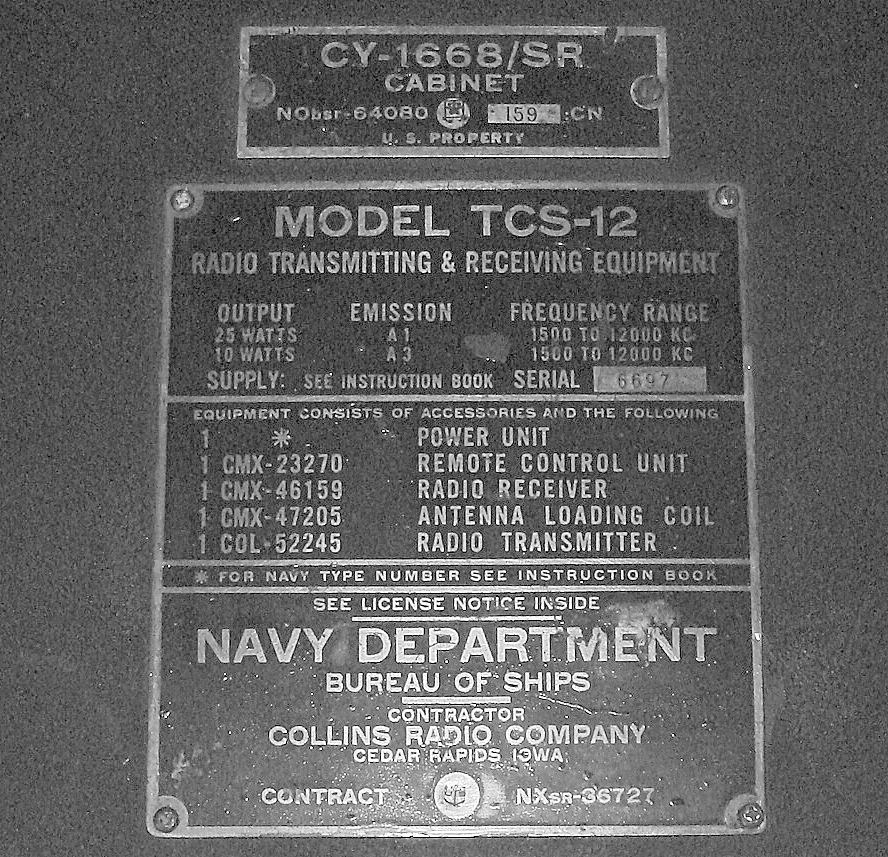 CY-1668/SR
CABINET
NObsr-64080 159 CN
U. S. PROPERTY
MODEL TCS-12
RADIO TRANSMITTING & RECEIVING EQUIPMENT
OUTPUT EMISSION FREQUENCY RANGE
25 WATTS A 1 1500 TO 12000 KC
10 WATTS A 3 1500 TO 12000 KC
SUPPLY: SEE INSTRUCTION BOOK SERIAL 6697
EQUIPMENT CONSISTS OF ACCESSORIES AND THE FOLLOWING
1 * POWER UNIT
1 CMX-23270 REMOTE CONTROL UNIT
1 CMX-46159 RADIO RECEIVER
1 CMX-47205 ANTENNA LOADING COIL
1 COL-52245 RADIO TRANSMITTER
* FOR NAVY TYPE NUMBER SEE INSTRUCTION BOOK
SEE LICENSE NOTICE INSIDE
NAVY DEPARTMENT
BUREAU OF SHIPS
CONTRACTOR
COLLINS RADIO COMPANY
CEDAR RAPIDS IOWA
CONTRACT NXSR-36727